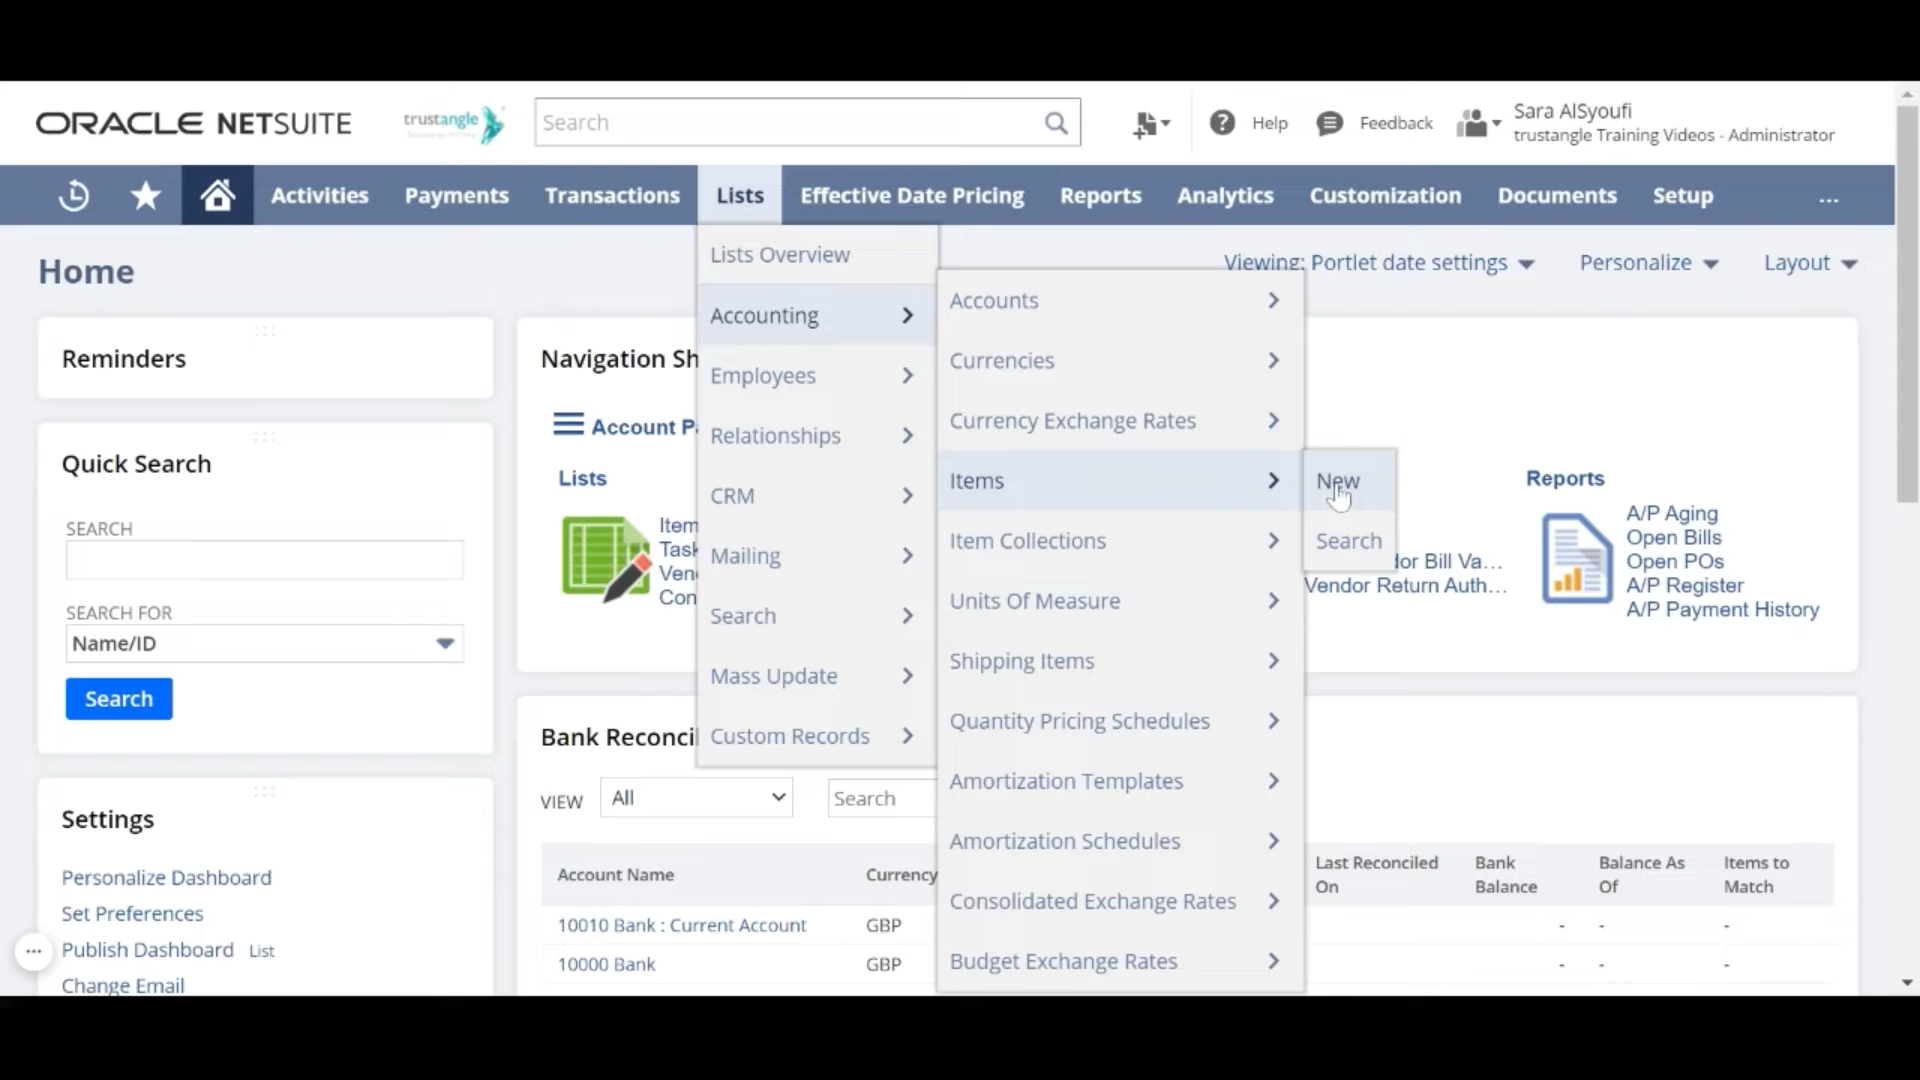 ORACLE NETSUITE
trustangle
Search
Help
Feedback
Sara AlSyoufi
trustangle Training Videos - Administrator
Activities
Payments
Transactions
Lists
Effective Date Pricing
Reports
Analytics
Customization
Documents
Setup
...
Home
Viewing: Portlet date settings
Personalize
Layout
Lists Overview
Accounting
Employees
Relationships
CRM
Mailing
Search
Mass Update
Custom Records
Accounts
Currencies
Currency Exchange Rates
Items
Item Collections
Units Of Measure
Shipping Items
Quantity Pricing Schedules
Amortization Templates
Amortization Schedules
Consolidated Exchange Rates
Budget Exchange Rates
New
Search
Reminders
Quick Search
SEARCH
SEARCH FOR
Name/ID
Search
Settings
Personalize Dashboard
Set Preferences
Publish Dashboard List
Change Email
Navigation Sh
Account P
Lists
Item
Task
Ven
Con
dor Bill Va...
Vendor Return Auth...
Reports
A/P Aging
Open Bills
Open POs
A/P Register
A/P Payment History
Bank Reconci
VIEW
All
Search
Account Name
Currency
Last Reconciled
On
Bank
Balance
Balance As
Of
Items to
Match
10010 Bank : Current Account
GBP
- - -
10000 Bank
GBP
- - -